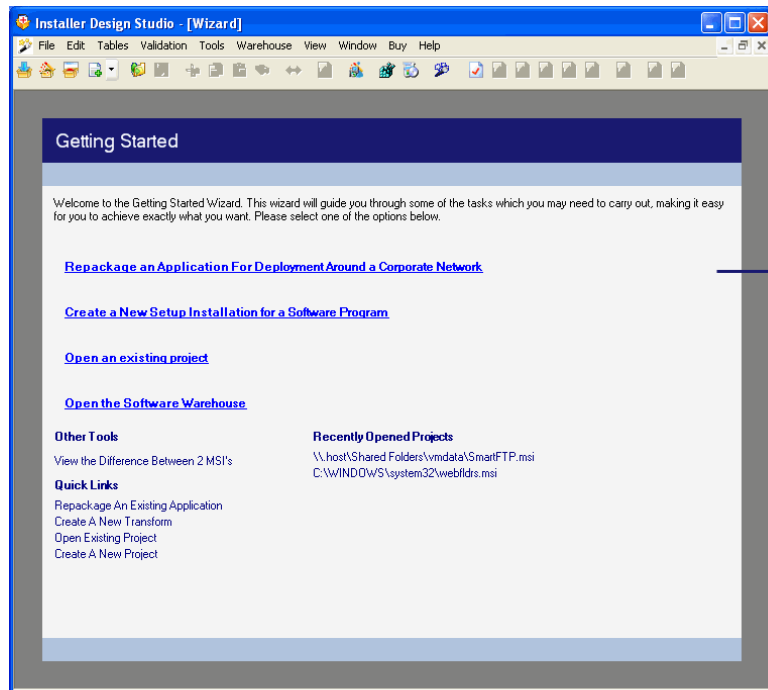 Installer Design Studio - [Wizard]
File Edit Tables Validation Tools Warehouse View Window Buy Help
Getting Started
Welcome to the Getting Started Wizard. This wizard will guide you through some of the tasks which you may need to carry out, making it easy
for you to achieve exactly what you want. Please select one of the options below.
Repackage an Application For Deployment Around a Corporate Network
Create a New Setup Installation for a Software Program
Open an existing project
Open the Software Warehouse
Other Tools
View the Difference Between 2 MSI's
Quick Links
Repackage An Existing Application
Create A New Transform
Open Existing Project
Create A New Project
Recently Opened Projects
\\.host\Shared Folders\vmdata\SmartFTP.msi
C:\WINDOWS\system32\webfldrs.msi